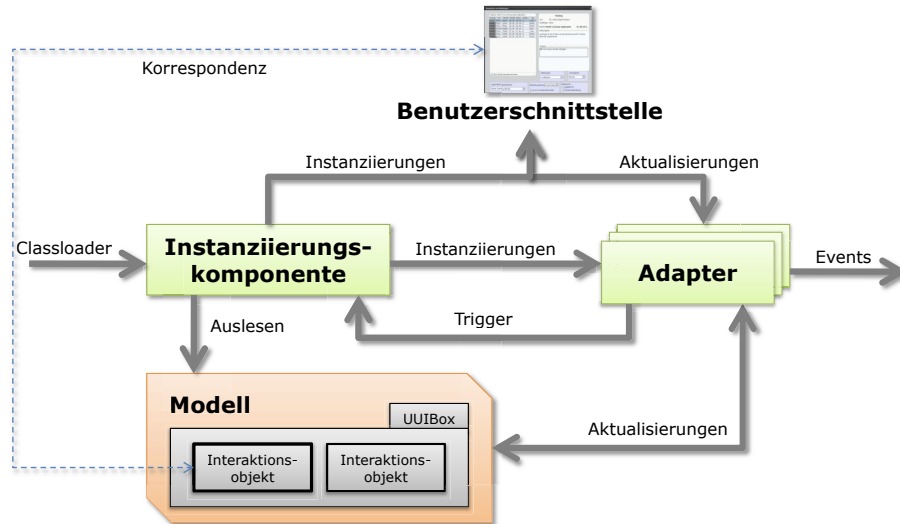 Korrespondenz
Benutzerschnittstelle
Instanziierungen
Aktualisierungen
Classloader
Instanziierungs-
komponente
Instanziierungen
Adapter
Events
Auslesen
Trigger
Modell
UUIBox
Aktualisierungen
Interaktions-
objekt
Interaktions-
objekt